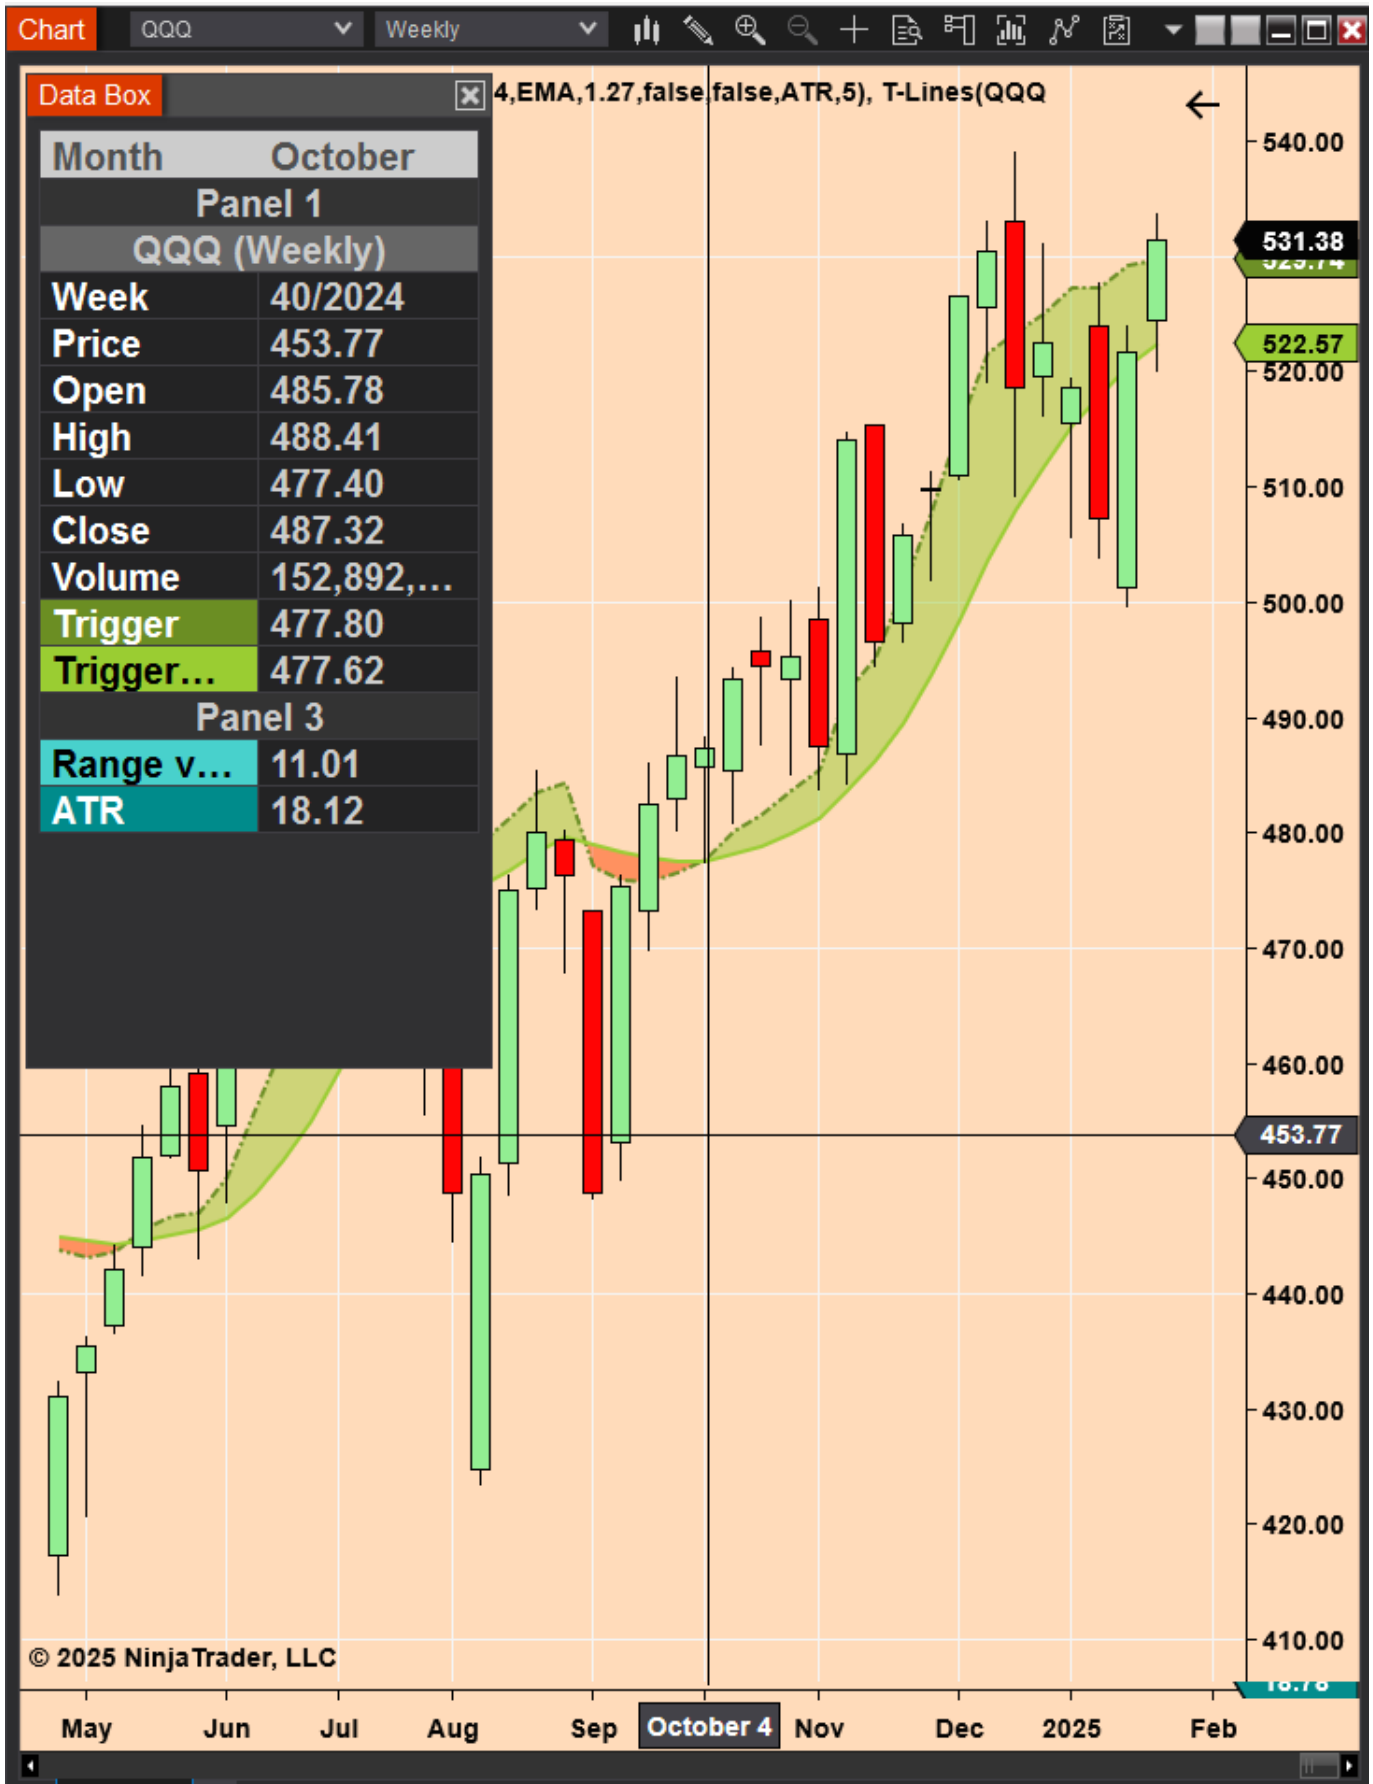 Chart QQQ Weekly
Data Box
4,EMA,1.27,false,false,ATR,5), T-Lines(QQQ
Month October
Panel 1
QQQ (Weekly)
Week 40/2024
Price 453.77
Open 485.78
High 488.41
Low 477.40
Close 487.32
Volume 152,892,...
Trigger 477.80
Trigger... 477.62
Panel 3
Range v... 11.01
ATR 18.12
540.00
531.38
529.74
522.57
520.00
510.00
500.00
490.00
480.00
470.00
460.00
453.77
450.00
440.00
430.00
420.00
410.00
18.78
© 2025 NinjaTrader, LLC
May Jun Jul Aug Sep October 4 Nov Dec 2025 Feb